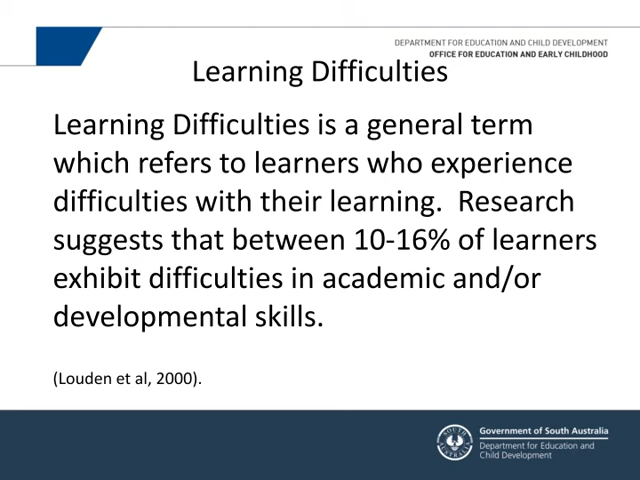 DEPARTMENT FOR EDUCATION AND CHILD DEVELOPMENT
OFFICE FOR EDUCATION AND EARLY CHILDHOOD
Learning Difficulties
Learning Difficulties is a general term
which refers to learners who experience
difficulties with their learning.  Research
suggests that between 10-16% of learners
exhibit difficulties in academic and/or
developmental skills.
(Louden et al, 2000).
SOUTH AUSTRALIA
Government of South Australia
Department for Education and
Child Development